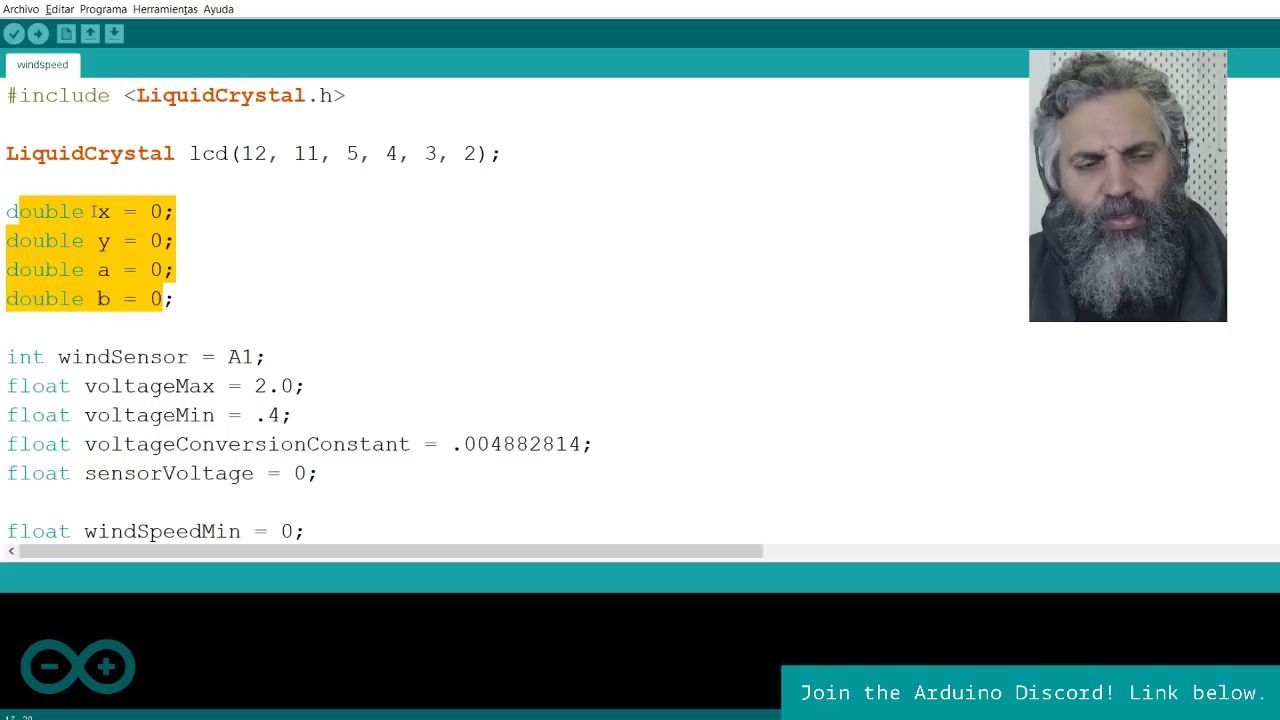 Archivo Editar Programa Herramientas Ayuda
windspeed
#include <LiquidCrystal.h>
LiquidCrystal lcd(12, 11, 5, 4, 3, 2);
double x = 0;
double y = 0;
double a = 0;
double b = 0;
int windSensor = A1;
float voltageMax = 2.0;
float voltageMin = .4;
float voltageConversionConstant = .004882814;
float sensorVoltage = 0;
float windSpeedMin = 0;
Join the Arduino Discord! Link below.